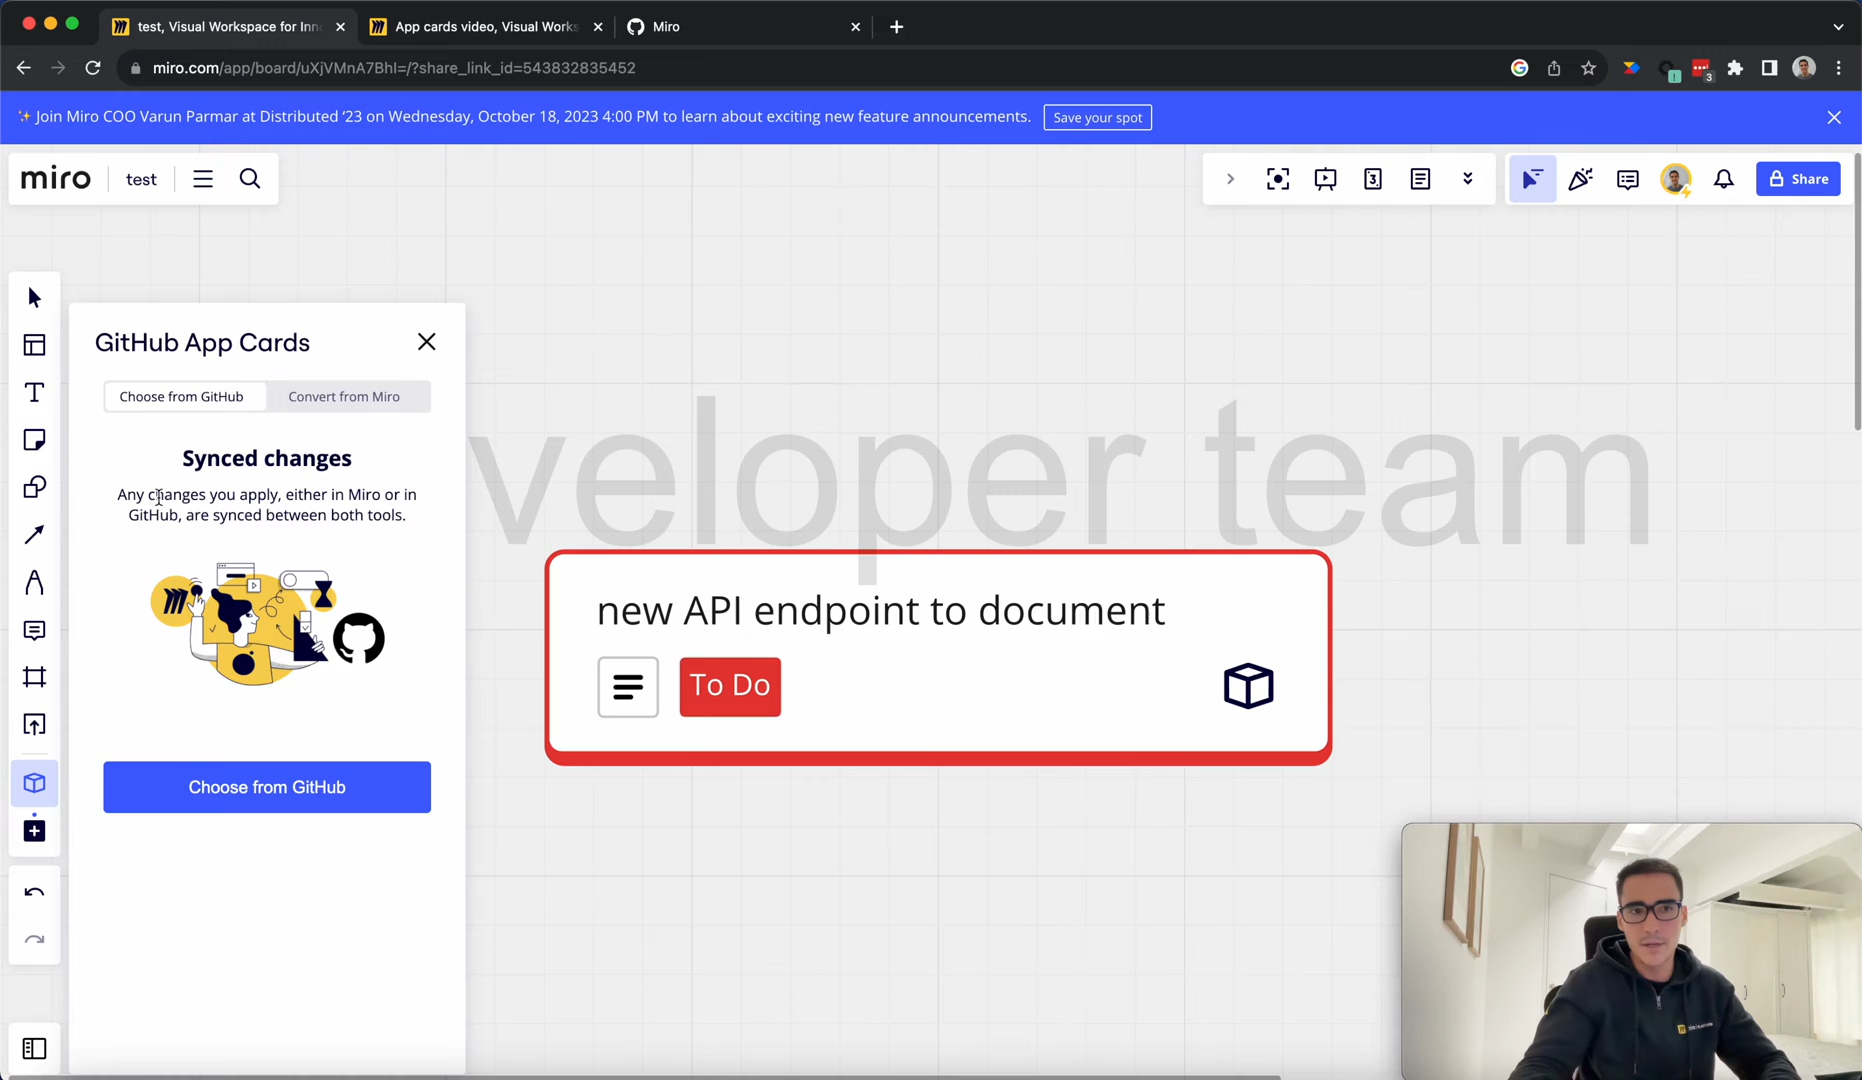 test, Visual Workspace for Inn
App cards video, Visual Works
Miro
miro.com/app/board/uXjVMnA7BhI=/?share_link_id=543832835452
3
Join Miro COO Varun Parmar at Distributed ‘23 on Wednesday, October 18, 2023 4:00 PM to learn about exciting new feature announcements.
Save your spot
miro
test
3
Share
GitHub App Cards
Choose from GitHub
Convert from Miro
Synced changes
Any changes you apply, either in Miro or in
GitHub, are synced between both tools.
Choose from GitHub
veloper team
new API endpoint to document
To Do